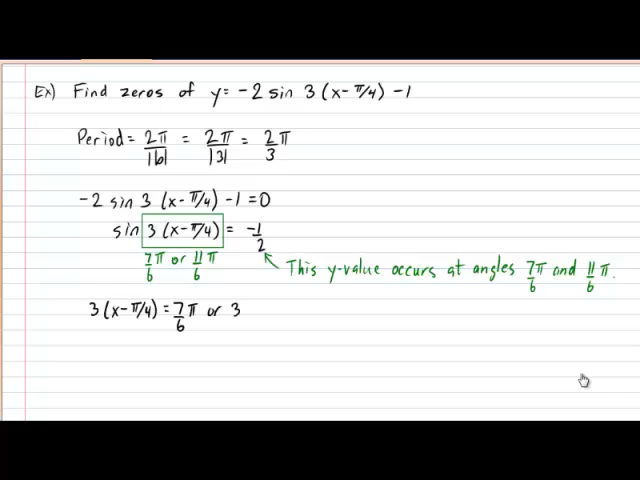 Ex) Find zeros of y = -2 sin 3 (x - π/4) - 1
Period = 2π/|b| = 2π/|3| = 2/3 π
-2 sin 3 (x - π/4) - 1 = 0
sin 3 (x - π/4) = -1/2
7/6 π or 11/6 π
This y-value occurs at angles 7/6 π and 11/6 π.
3 (x - π/4) = 7/6 π or 3